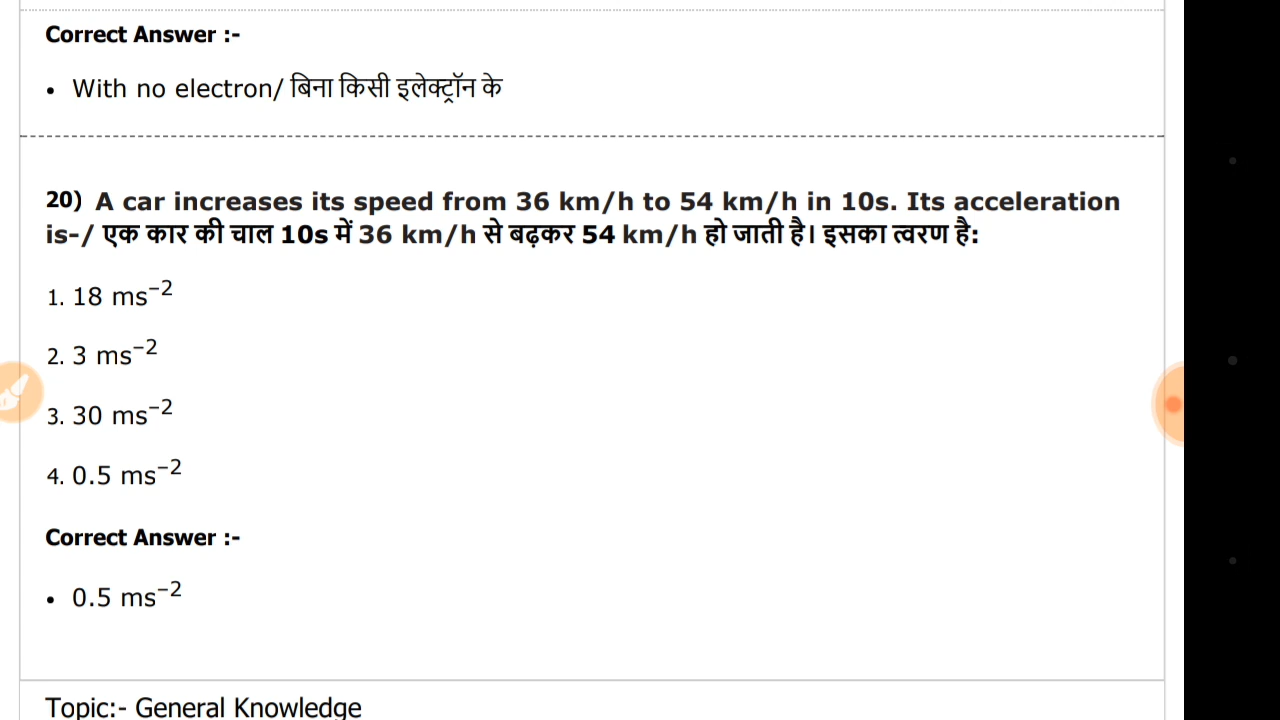 Correct Answer :-
• With no electron/ बिना किसी इलेक्ट्रॉन के
20) A car increases its speed from 36 km/h to 54 km/h in 10s. Its acceleration
is-/ एक कार की चाल 10s में 36 km/h से बढ़कर 54 km/h हो जाती है। इसका त्वरण है:
1. 18 ms⁻²
2. 3 ms⁻²
3. 30 ms⁻²
4. 0.5 ms⁻²
Correct Answer :-
• 0.5 ms⁻²
Topic:- General Knowledge